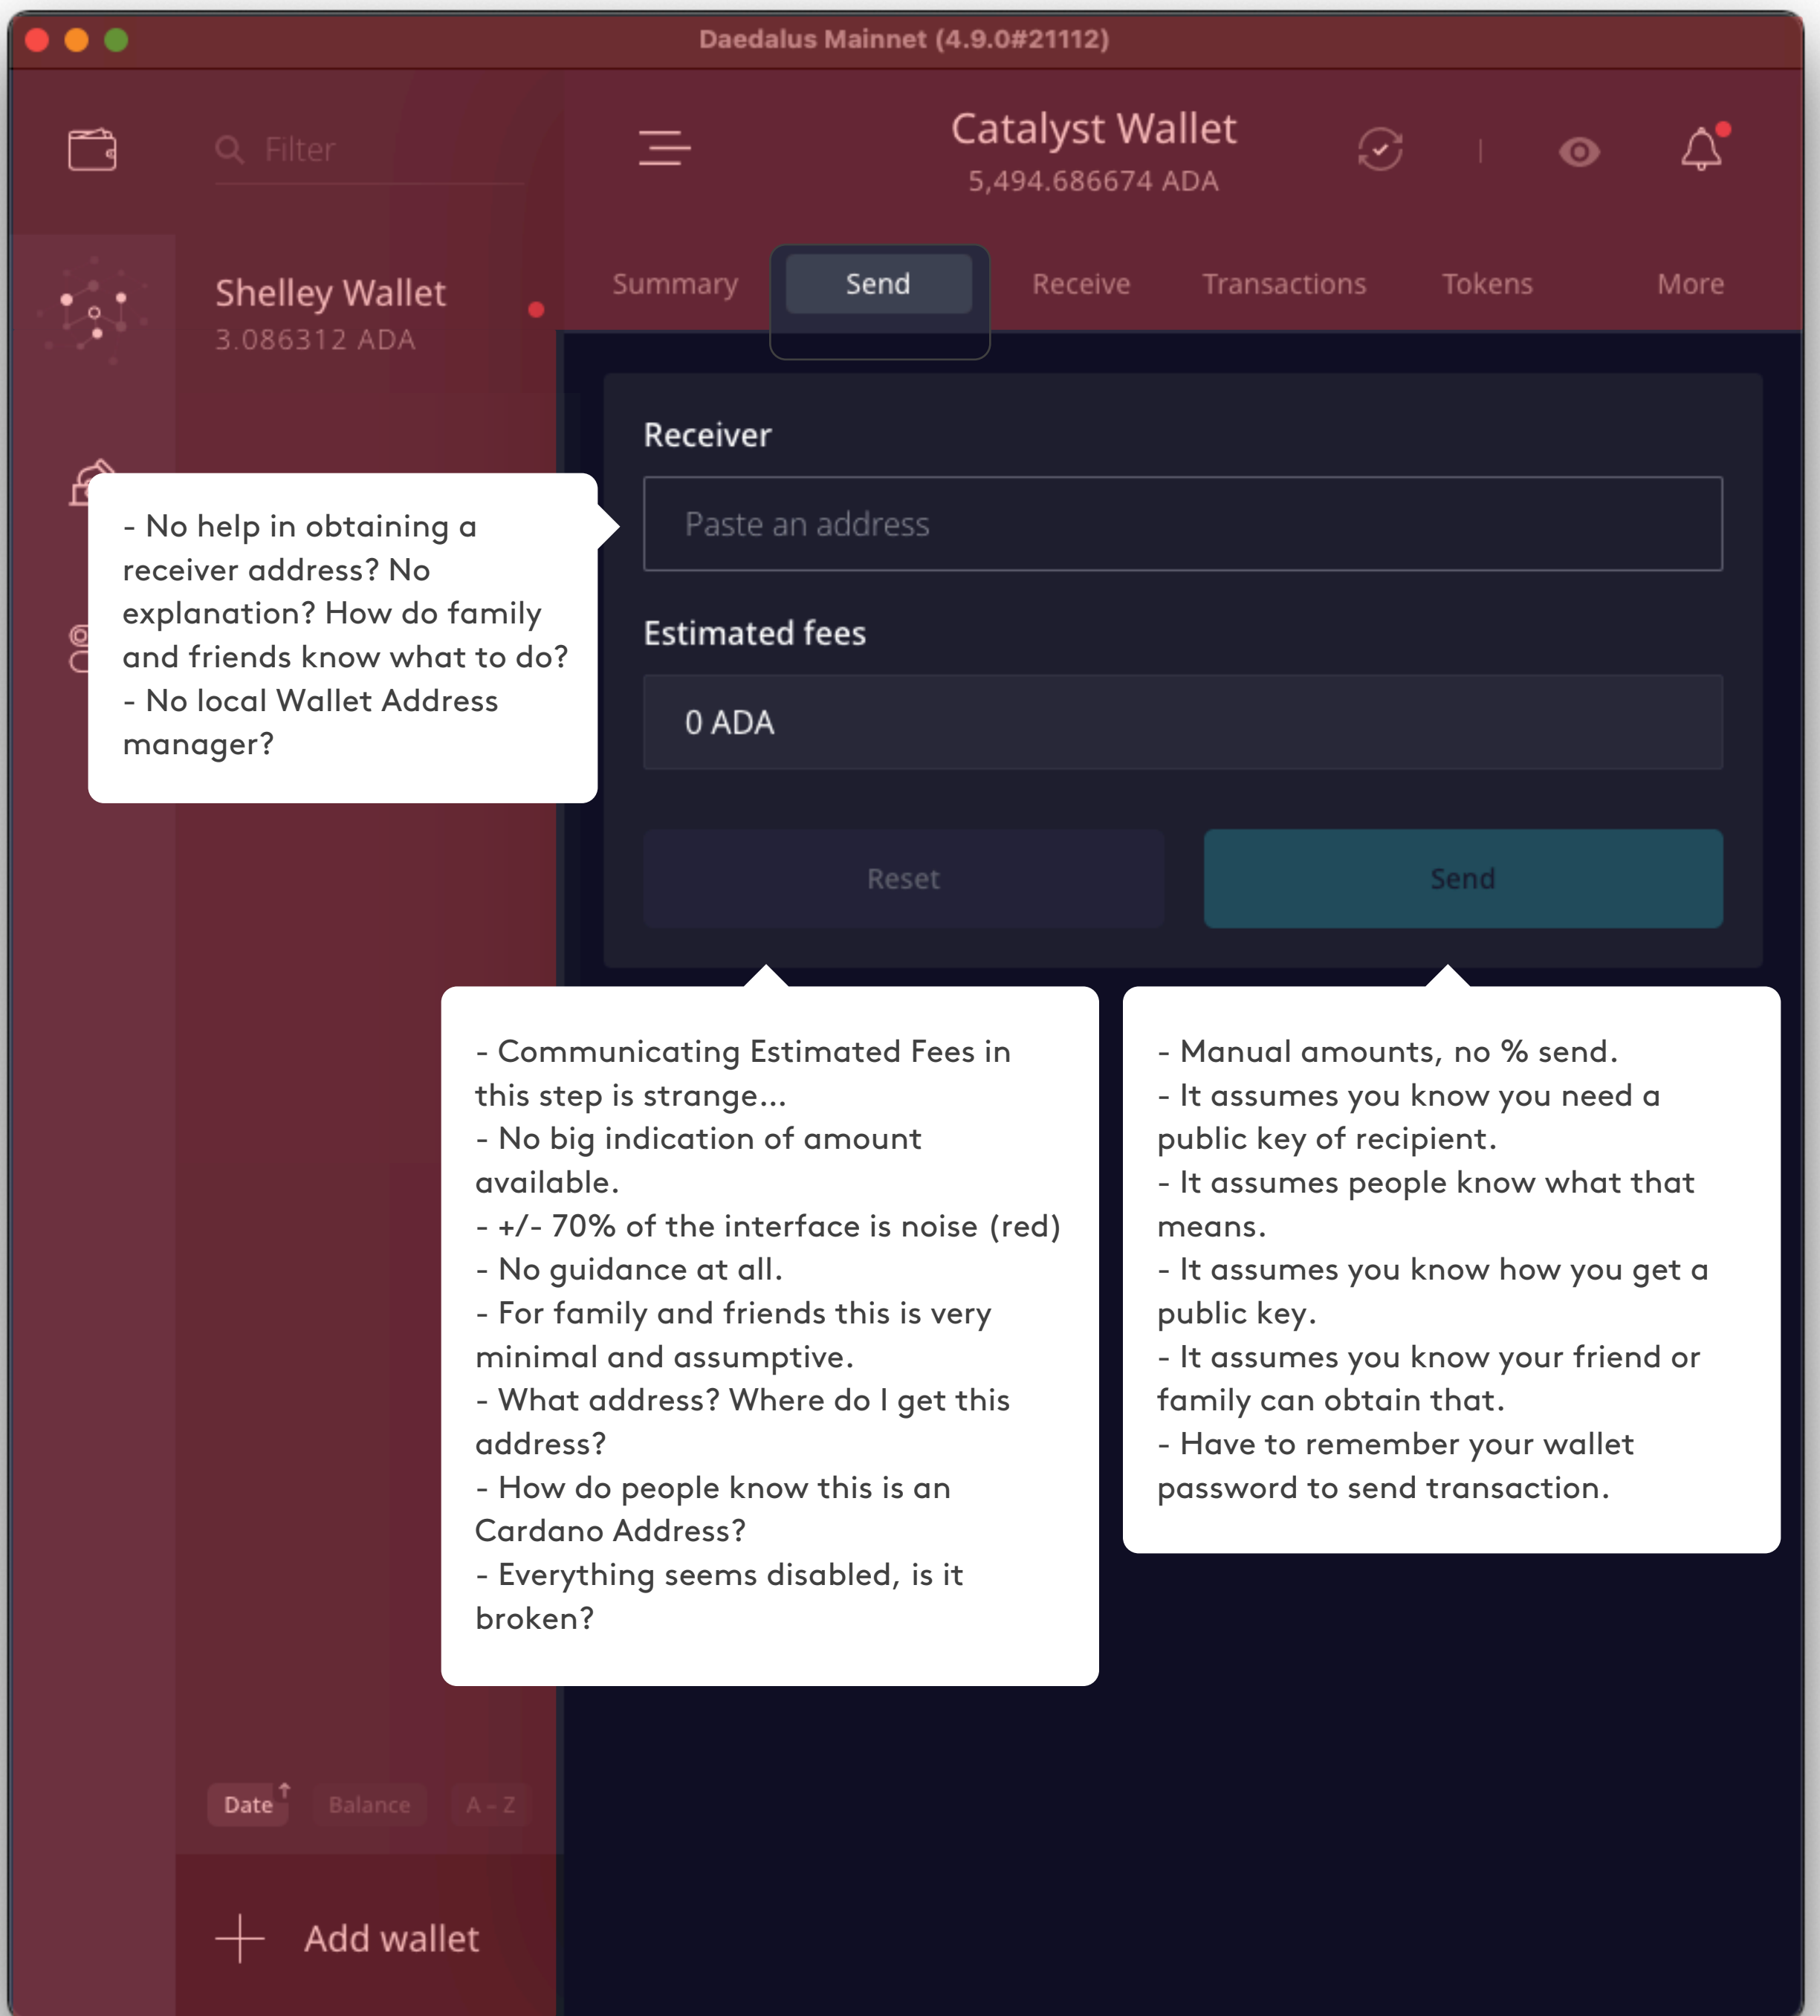 Daedalus Mainnet (4.9.0#21112)
Filter
Catalyst Wallet
5,494.686674 ADA
Shelley Wallet
3.086312 ADA
Summary
Send
Receive
Transactions
Tokens
More
Receiver
Paste an address
Estimated fees
0 ADA
Reset
Send
- No help in obtaining a
receiver address? No
explanation? How do family
and friends know what to do?
- No local Wallet Address
manager?
- Communicating Estimated Fees in
this step is strange...
- No big indication of amount
available.
- +/- 70% of the interface is noise (red)
- No guidance at all.
- For family and friends this is very
minimal and assumptive.
- What address? Where do I get this
address?
- How do people know this is an
Cardano Address?
- Everything seems disabled, is it
broken?
- Manual amounts, no % send.
- It assumes you know you need a
public key of recipient.
- It assumes people know what that
means.
- It assumes you know how you get a
public key.
- It assumes you know your friend or
family can obtain that.
- Have to remember your wallet
password to send transaction.
Date
Balance
A – Z
Add wallet